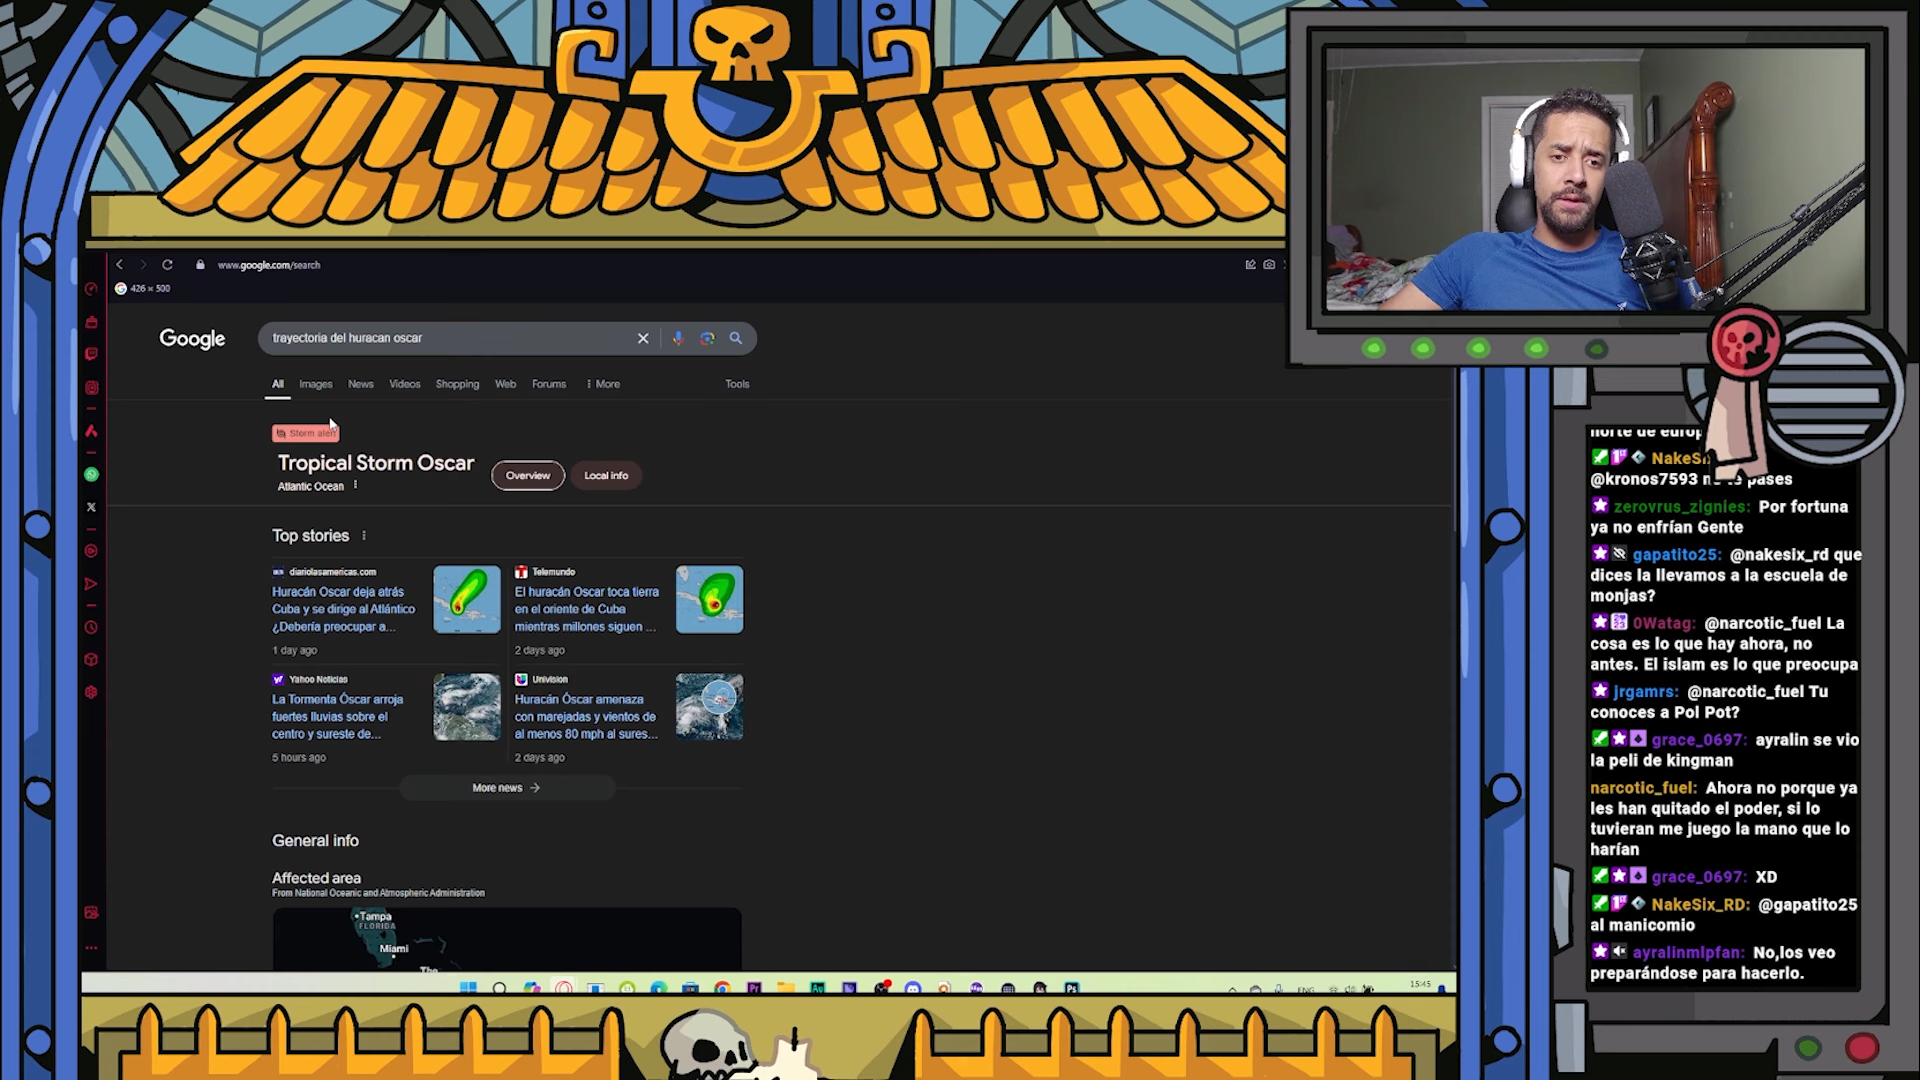 www.google.com/search
426 × 500
Google
trayectoria del huracan oscar
All Images News Videos Shopping Web Forums More Tools
Storm alert
Tropical Storm Oscar
Atlantic Ocean
Overview
Local info
Top stories
diariolasamericas.com
Huracán Oscar deja atrás
Cuba y se dirige al Atlántico
¿Debería preocupar a...
1 day ago
Telemundo
El huracán Oscar toca tierra
en el oriente de Cuba
mientras millones siguen ...
2 days ago
Yahoo Noticias
La Tormenta Óscar arroja
fuertes lluvias sobre el
centro y sureste de...
5 hours ago
Univision
Huracán Óscar amenaza
con marejadas y vientos de
al menos 80 mph al sures...
2 days ago
More news
General info
Affected area
From National Oceanic and Atmospheric Administration
Tampa
FLORIDA
Miami
The
ENG
15:45
norte de
NakeSi
@kronos7593 pases
zerovrus_zignles: Por fortuna
ya no enfrían Gente
gapatito25: @nakesix_rd que
dices la llevamos a la escuela de
monjas?
0Watag: @narcotic_fuel La
cosa es lo que hay ahora, no
antes. El islam es lo que preocupa
jrgamrs: @narcotic_fuel Tu
conoces a Pol Pot?
grace_0697: ayralin se vio
la peli de kingman
narcotic_fuel: Ahora no porque ya
les han quitado el poder, si lo
tuvieran me juego la mano que lo
harían
grace_0697: XD
NakeSix_RD: @gapatito25
al manicomio
ayralinmlpfan: No,los veo
preparándose para hacerlo.